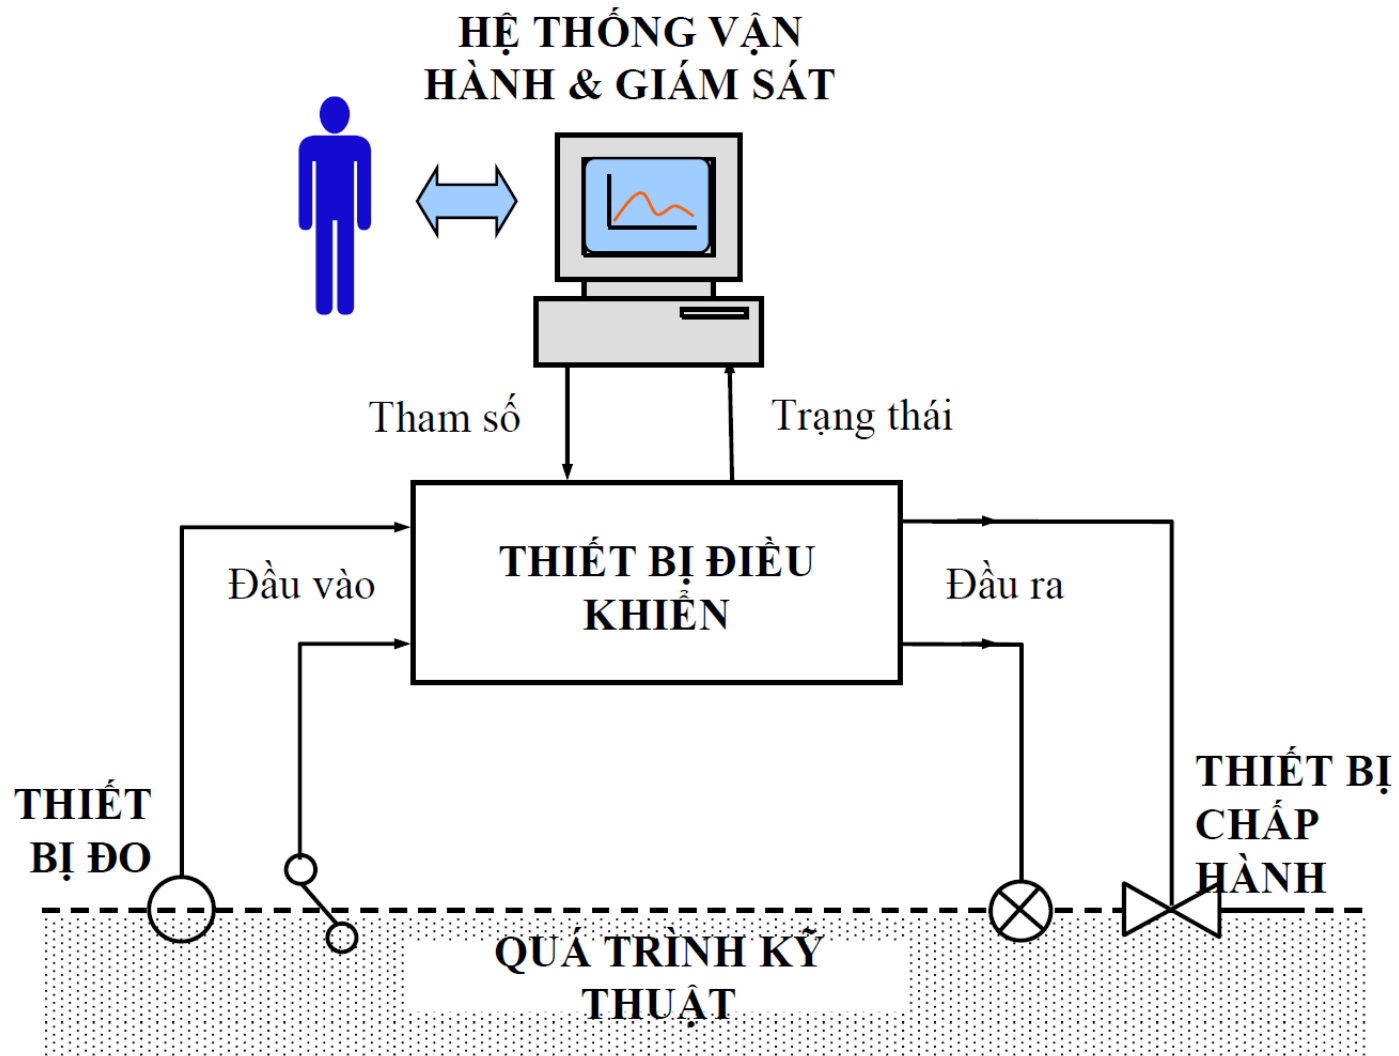 HỆ THỐNG VẬN
HÀNH & GIÁM SÁT
Tham số
Trạng thái
THIẾT BỊ ĐIỀU
KHIỂN
Đầu vào
Đầu ra
THIẾT
BỊ ĐO
THIẾT BỊ
CHẤP
HÀNH
QUÁ TRÌNH KỸ
THUẬT